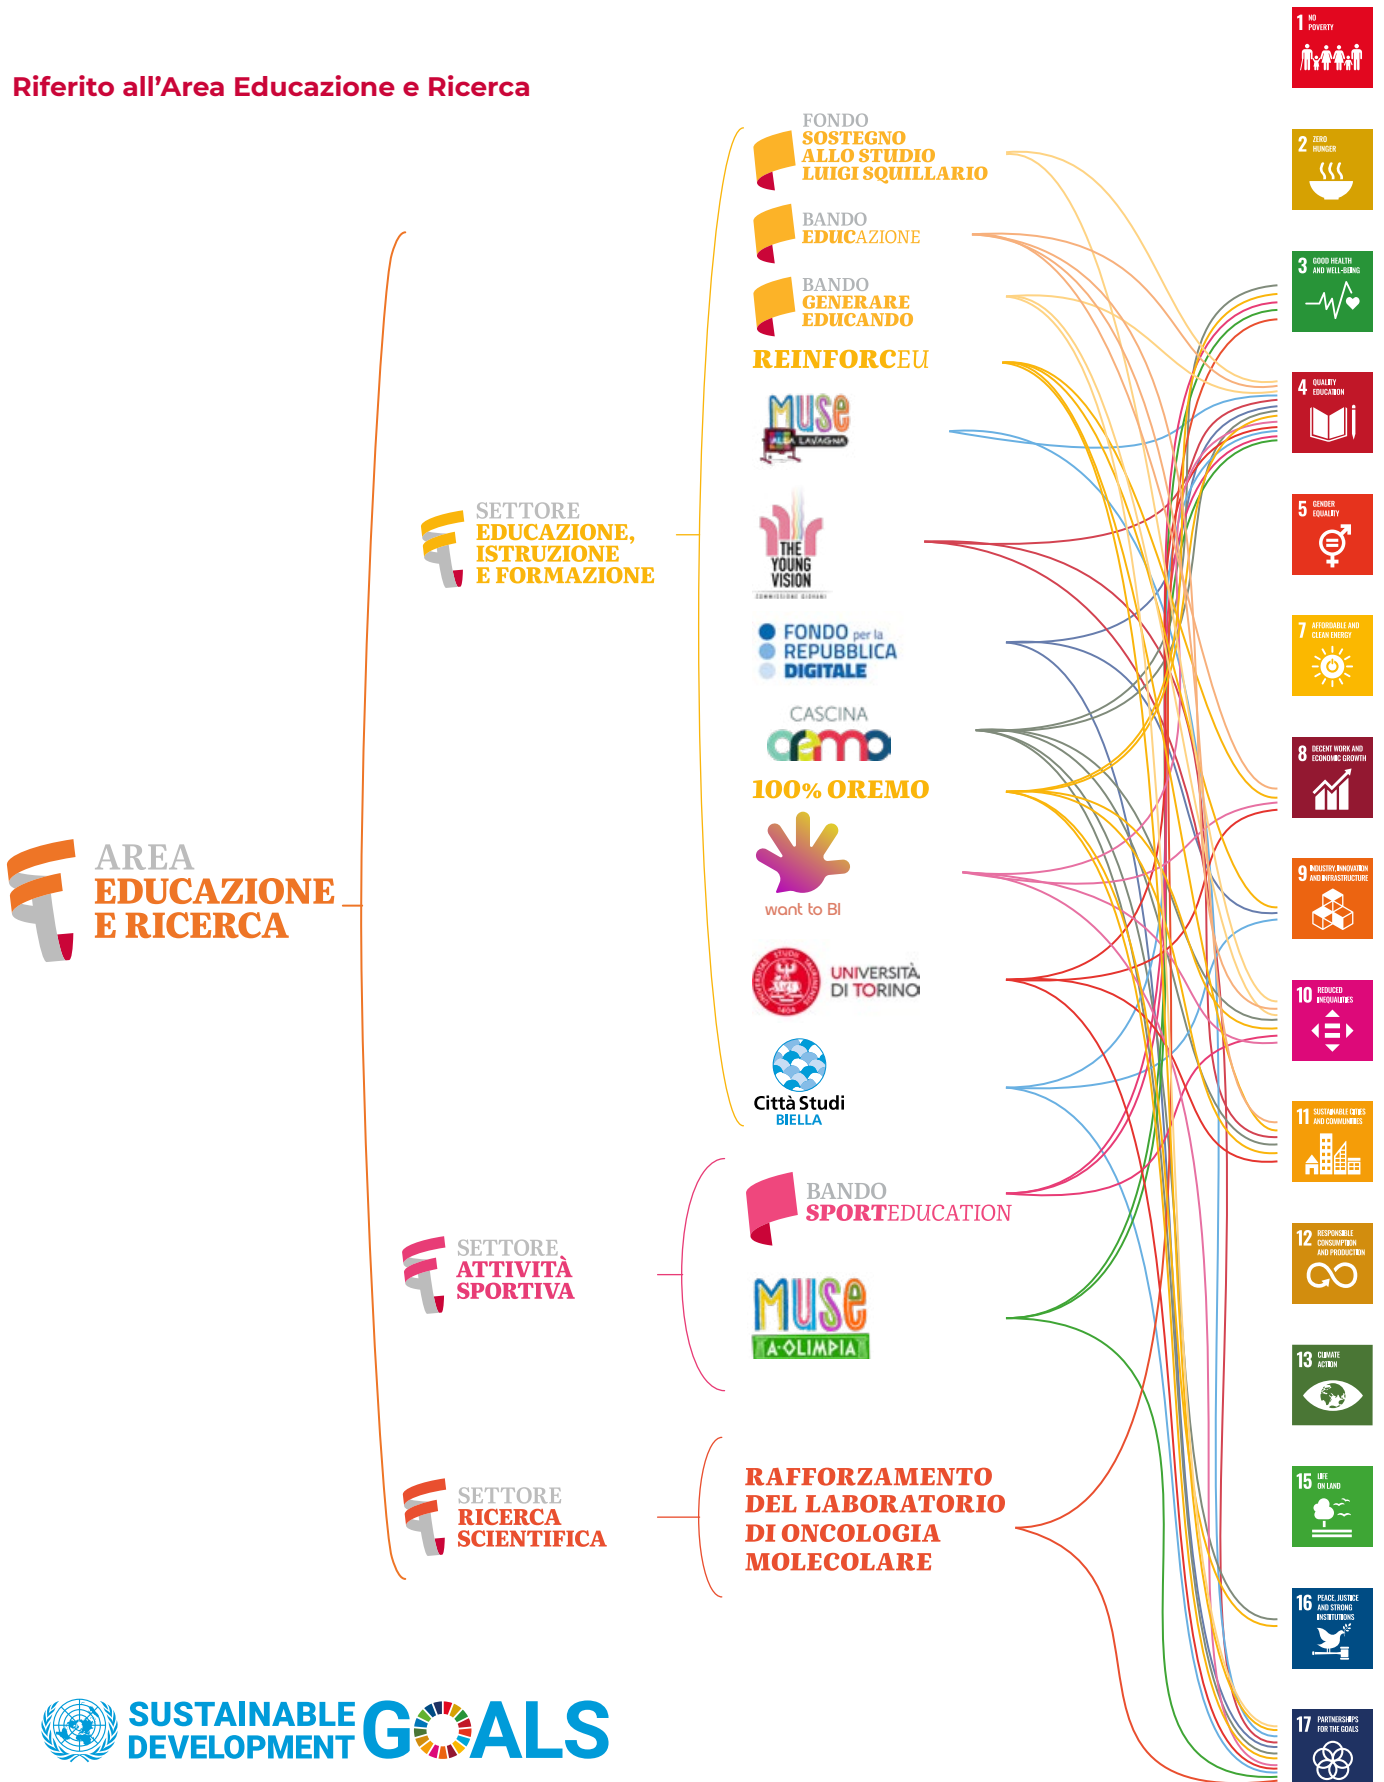 Riferito all'Area Educazione e Ricerca
AREA
EDUCAZIONE
E RICERCA
SETTORE
EDUCAZIONE,
ISTRUZIONE
E FORMAZIONE
FONDO
SOSTEGNO
ALLO STUDIO
LUIGI SQUILLARIO
BANDO
EDUCAZIONE
BANDO
GENERARE
EDUCANDO
REINFORCEU
MUSE
ALLA LAVAGNA
THE
YOUNG
VISION
COMMISSIONE GIOVANI
FONDO per la
REPUBBLICA
DIGITALE
CASCINA
OREMO
100% OREMO
want to BI
UNIVERSITÀ
DI TORINO
1404
Città Studi
BIELLA
SETTORE
ATTIVITÀ
SPORTIVA
BANDO
SPORTEDUCATION
MUSE
A·OLIMPIA
SETTORE
RICERCA
SCIENTIFICA
RAFFORZAMENTO
DEL LABORATORIO
DI ONCOLOGIA
MOLECOLARE
1 NO
POVERTY
2 ZERO
HUNGER
3 GOOD HEALTH
AND WELL-BEING
4 QUALITY
EDUCATION
5 GENDER
EQUALITY
7 AFFORDABLE AND
CLEAN ENERGY
8 DECENT WORK AND
ECONOMIC GROWTH
9 INDUSTRY, INNOVATION
AND INFRASTRUCTURE
10 REDUCED
INEQUALITIES
11 SUSTAINABLE CITIES
AND COMMUNITIES
12 RESPONSIBLE
CONSUMPTION
AND PRODUCTION
13 CLIMATE
ACTION
15 LIFE
ON LAND
16 PEACE, JUSTICE
AND STRONG
INSTITUTIONS
17 PARTNERSHIPS
FOR THE GOALS
SUSTAINABLE
DEVELOPMENT
GOALS